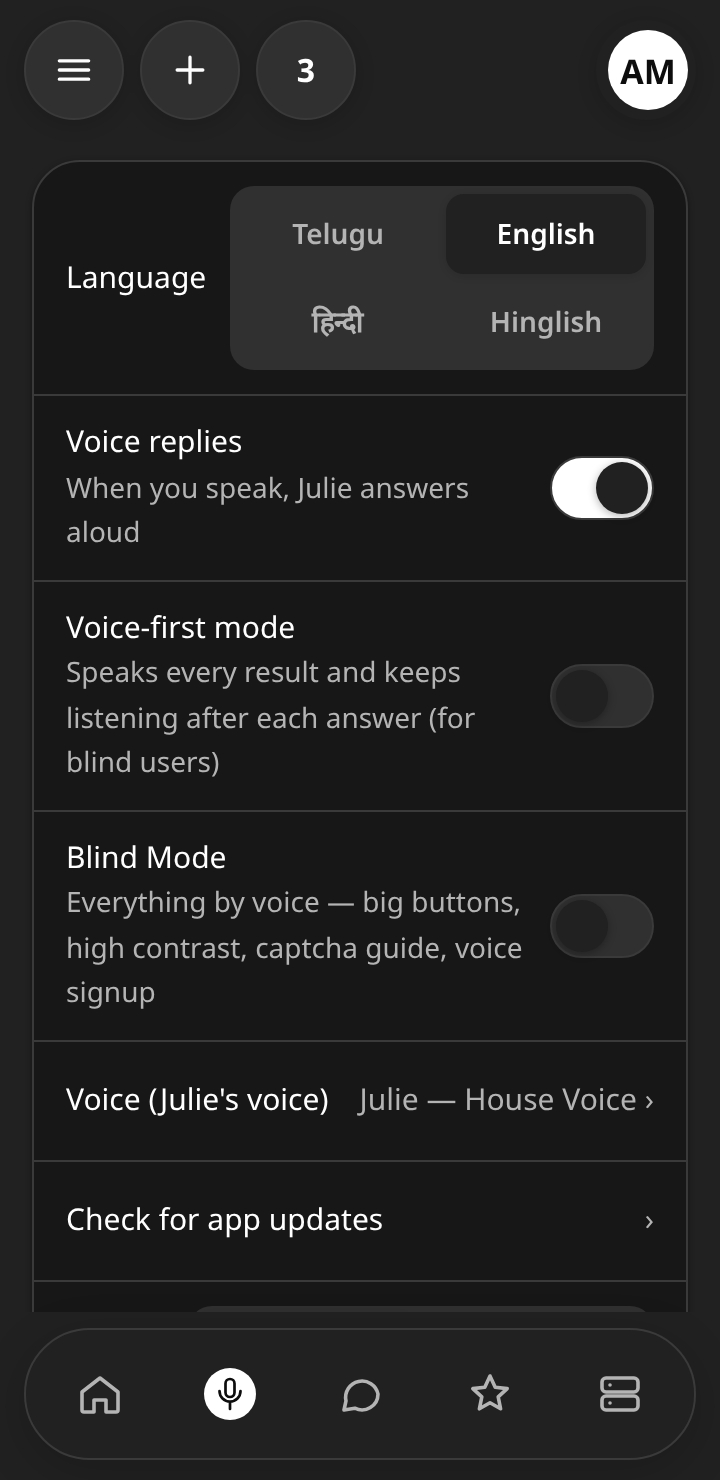 3
AM
Language
Telugu
English
हिन्दी
Hinglish
Voice replies
When you speak, Julie answers
aloud
Voice-first mode
Speaks every result and keeps
listening after each answer (for
blind users)
Blind Mode
Everything by voice — big buttons,
high contrast, captcha guide, voice
signup
Voice (Julie's voice) Julie — House Voice ›
Check for app updates ›